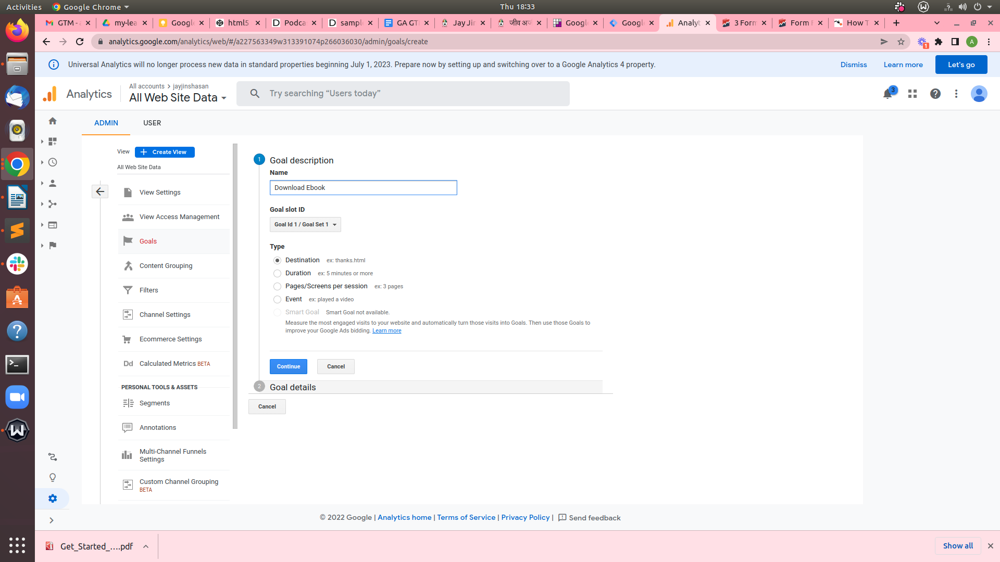 Activities
Google Chrome
Thu 18:33
GTM -
my-lea
Googl
html5
Podca
sampl
GA GT
Jay Jir
जीव अज
Googl
Googl
Analyt
3 Form
Form F
How T
analytics.google.com/analytics/web/#/a227563349w313391074p266036030/admin/goals/create
A
1
Universal Analytics will no longer process new data in standard properties beginning July 1, 2023. Prepare now by setting up and switching over to a Google Analytics 4 property.
Dismiss
Learn more
Let's go
Analytics
All accounts > jayjinshasan
All Web Site Data
Try searching “Users today”
3
ADMIN
USER
View
Create View
All Web Site Data
View Settings
View Access Management
Goals
Content Grouping
Filters
Channel Settings
Ecommerce Settings
Dd Calculated Metrics BETA
PERSONAL TOOLS & ASSETS
Segments
Annotations
Multi-Channel Funnels
Settings
Custom Channel Grouping
BETA
1 Goal description
Name
Download Ebook
Goal slot ID
Goal Id 1 / Goal Set 1
Type
Destination ex: thanks.html
Duration ex: 5 minutes or more
Pages/Screens per session ex: 3 pages
Event ex: played a video
Smart Goal Smart Goal not available.
Measure the most engaged visits to your website and automatically turn those visits into Goals. Then use those Goals to
improve your Google Ads bidding. Learn more
Continue
Cancel
2 Goal details
Cancel
© 2022 Google | Analytics home | Terms of Service | Privacy Policy | Send feedback
Get_Started_....pdf
Show all